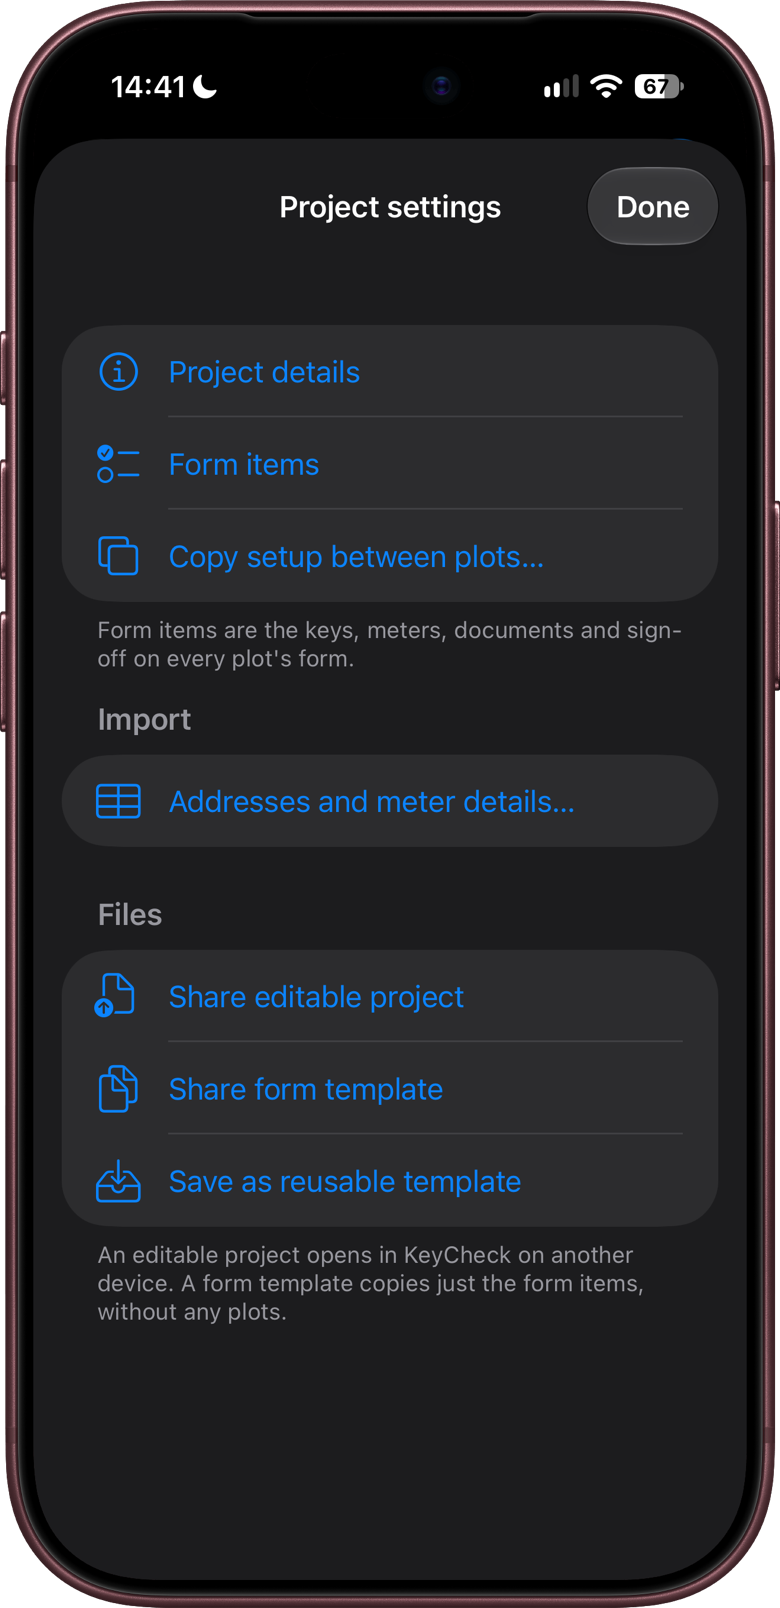 14:41
67
Project settings
Done
Project details
Form items
Copy setup between plots...
Form items are the keys, meters, documents and sign-
off on every plot's form.
Import
Addresses and meter details...
Files
Share editable project
Share form template
Save as reusable template
An editable project opens in KeyCheck on another
device. A form template copies just the form items,
without any plots.